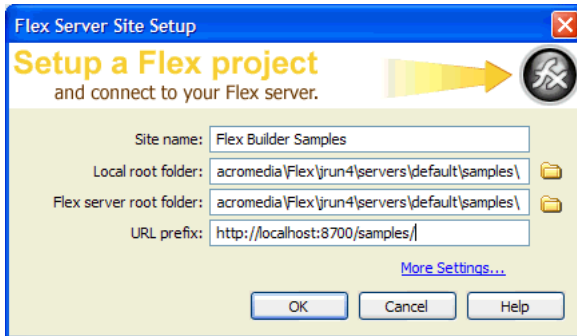 Flex Server Site Setup
Setup a Flex project
and connect to your Flex server.
Site name: Flex Builder Samples
Local root folder: acromedia\Flex\jrun4\servers\default\samples\
Flex server root folder: acromedia\Flex\jrun4\servers\default\samples\
URL prefix: http://localhost:8700/samples/
More Settings...
OK Cancel Help